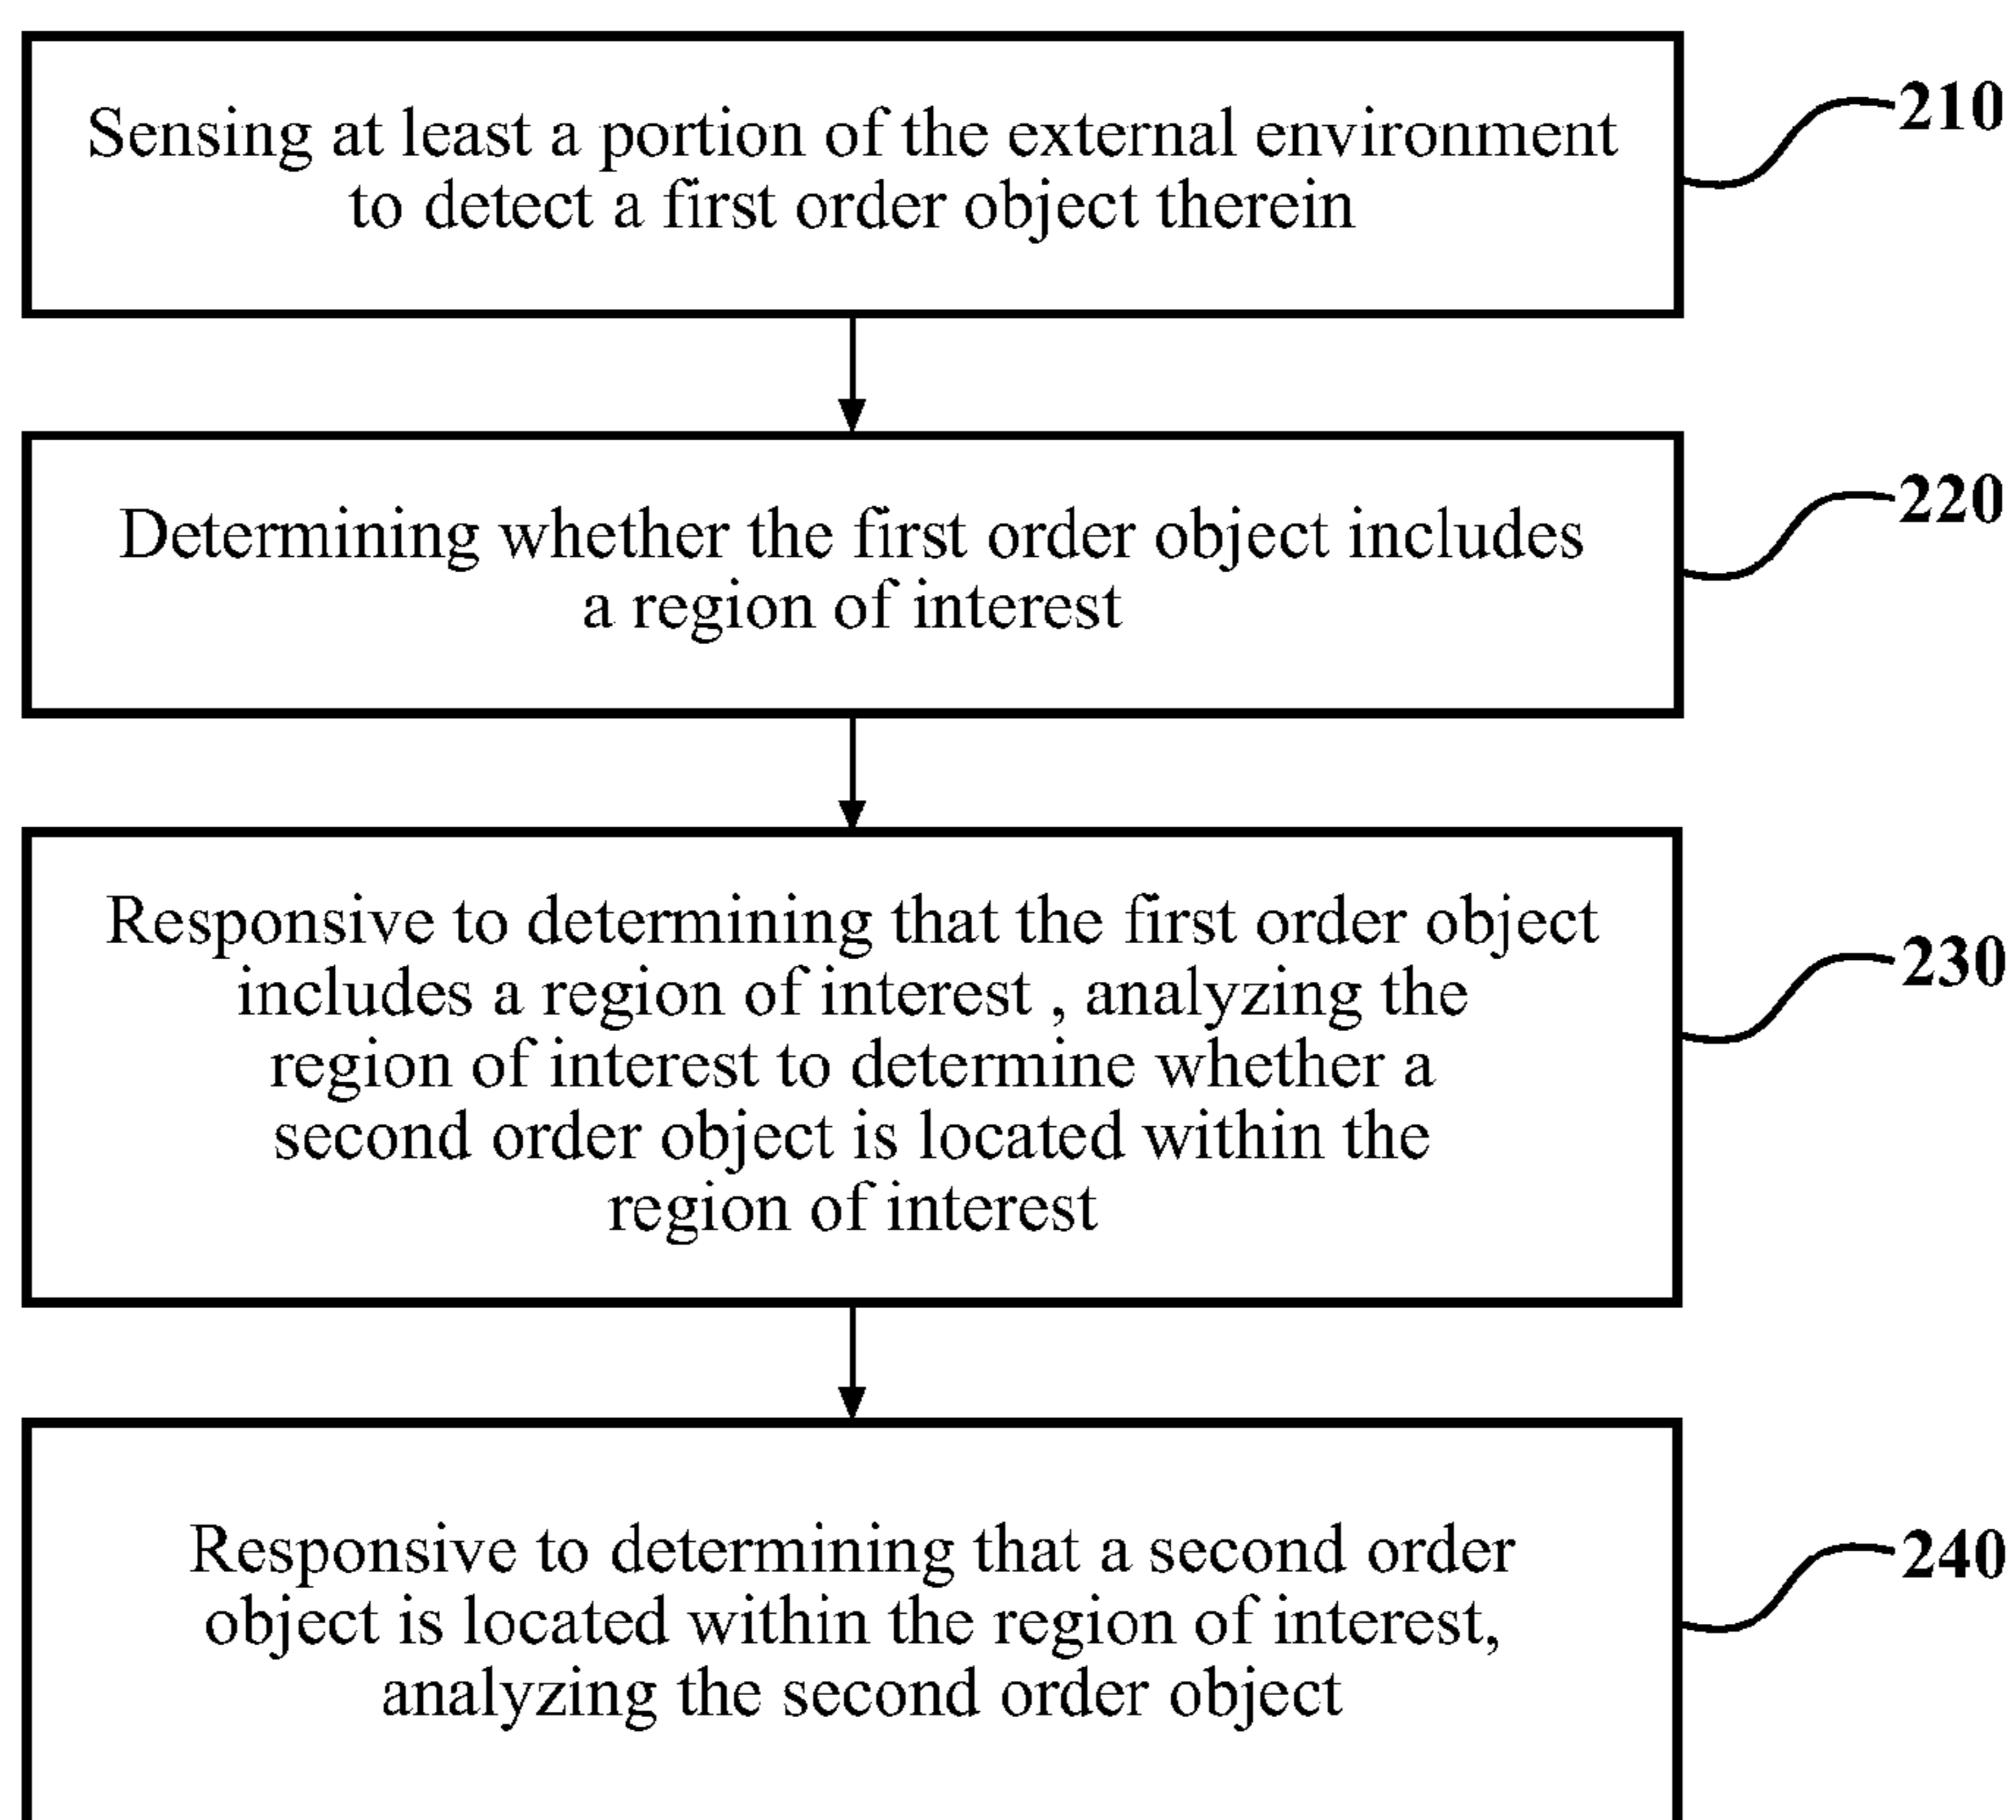 Sensing at least a portion of the external environment
to detect a first order object therein
210
Determining whether the first order object includes
a region of interest
220
Responsive to determining that the first order object
includes a region of interest , analyzing the
region of interest to determine whether a
second order object is located within the
region of interest
230
Responsive to determining that a second order
object is located within the region of interest,
analyzing the second order object
240